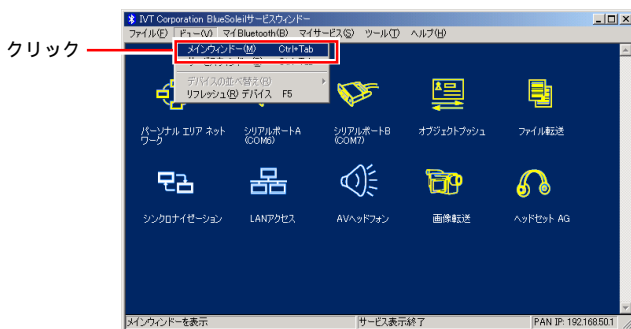 IVT Corporation BlueSoleilサービスウィンドー
ファイル(F) ビュー(V) マイBluetooth(B) マイサービス(S) ツール(T) ヘルプ(H)
クリック
メインウィンドー(M) Ctrl+Tab
デバイスの並べ替え(R)
リフレッシュ(R) デバイス F5
パーソナル エリア ネットワーク
シリアルポートA (COM6)
シリアルポートB (COM7)
オブジェクトプッシュ
ファイル転送
シンクロナイゼーション
LANアクセス
AVヘッドフォン
画像転送
ヘッドセット AG
メインウィンドーを表示
サービス表示終了
PAN IP: 192.168.50.1